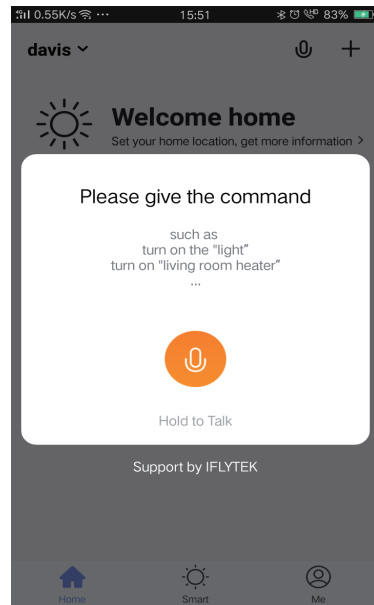 0.55K/s ... 15:51 HD 83%
davis
Welcome home
Set your home location, get more information >
Please give the command
such as
turn on the "light"
turn on "living room heater"
...
Hold to Talk
Support by IFLYTEK
Home Smart Me